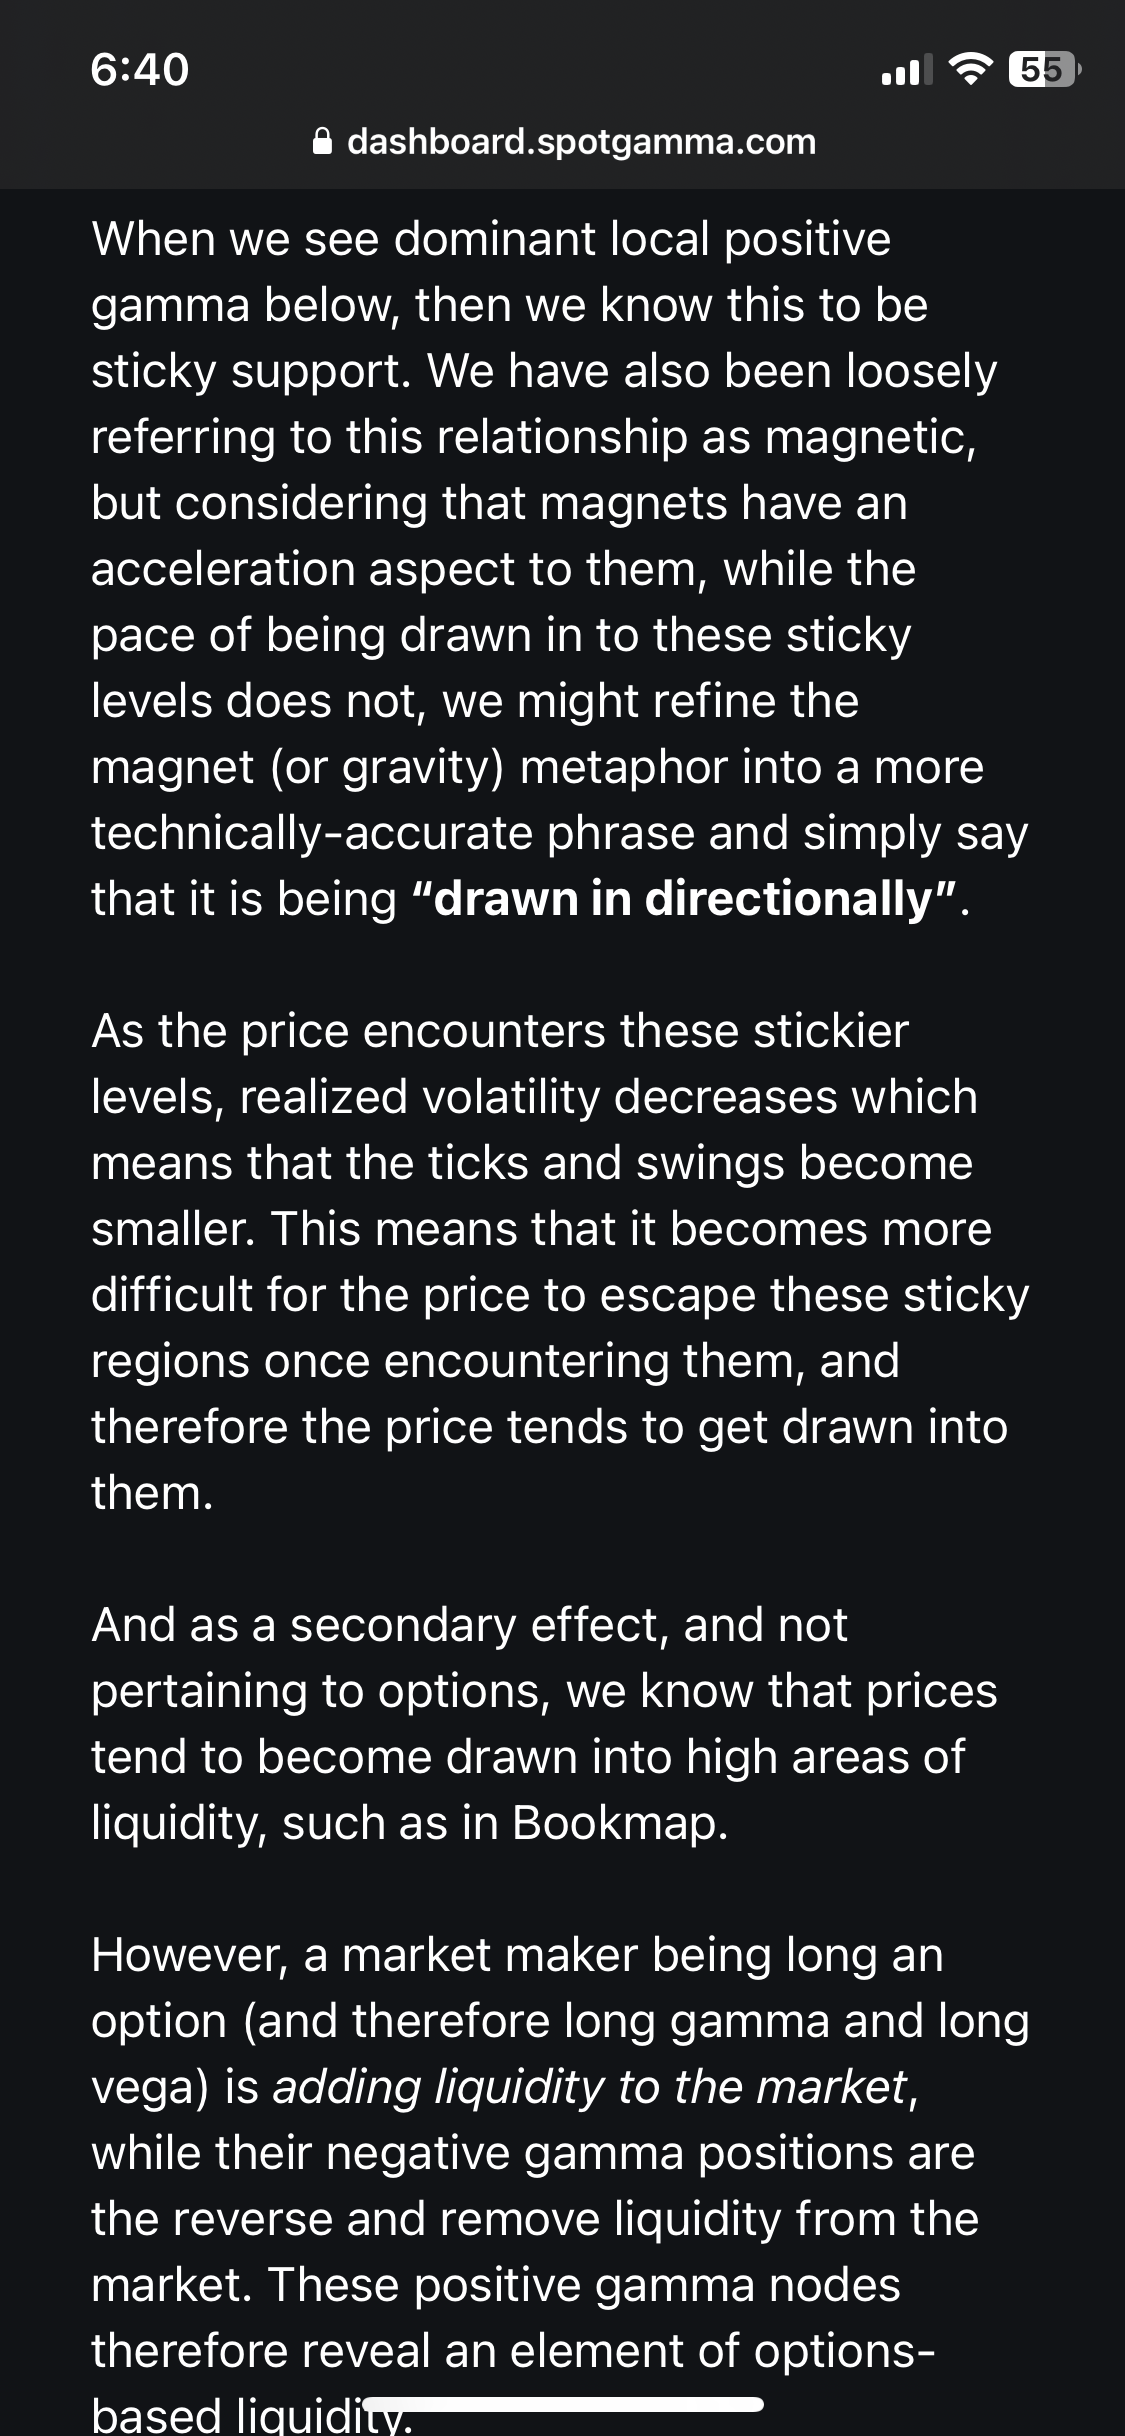 6:40
55
dashboard.spotgamma.com
When we see dominant local positive
gamma below, then we know this to be
sticky support. We have also been loosely
referring to this relationship as magnetic,
but considering that magnets have an
acceleration aspect to them, while the
pace of being drawn in to these sticky
levels does not, we might refine the
magnet (or gravity) metaphor into a more
technically-accurate phrase and simply say
that it is being “drawn in directionally”.
As the price encounters these stickier
levels, realized volatility decreases which
means that the ticks and swings become
smaller. This means that it becomes more
difficult for the price to escape these sticky
regions once encountering them, and
therefore the price tends to get drawn into
them.
And as a secondary effect, and not
pertaining to options, we know that prices
tend to become drawn into high areas of
liquidity, such as in Bookmap.
However, a market maker being long an
option (and therefore long gamma and long
vega) is adding liquidity to the market,
while their negative gamma positions are
the reverse and remove liquidity from the
market. These positive gamma nodes
therefore reveal an element of options-
based liquidity.